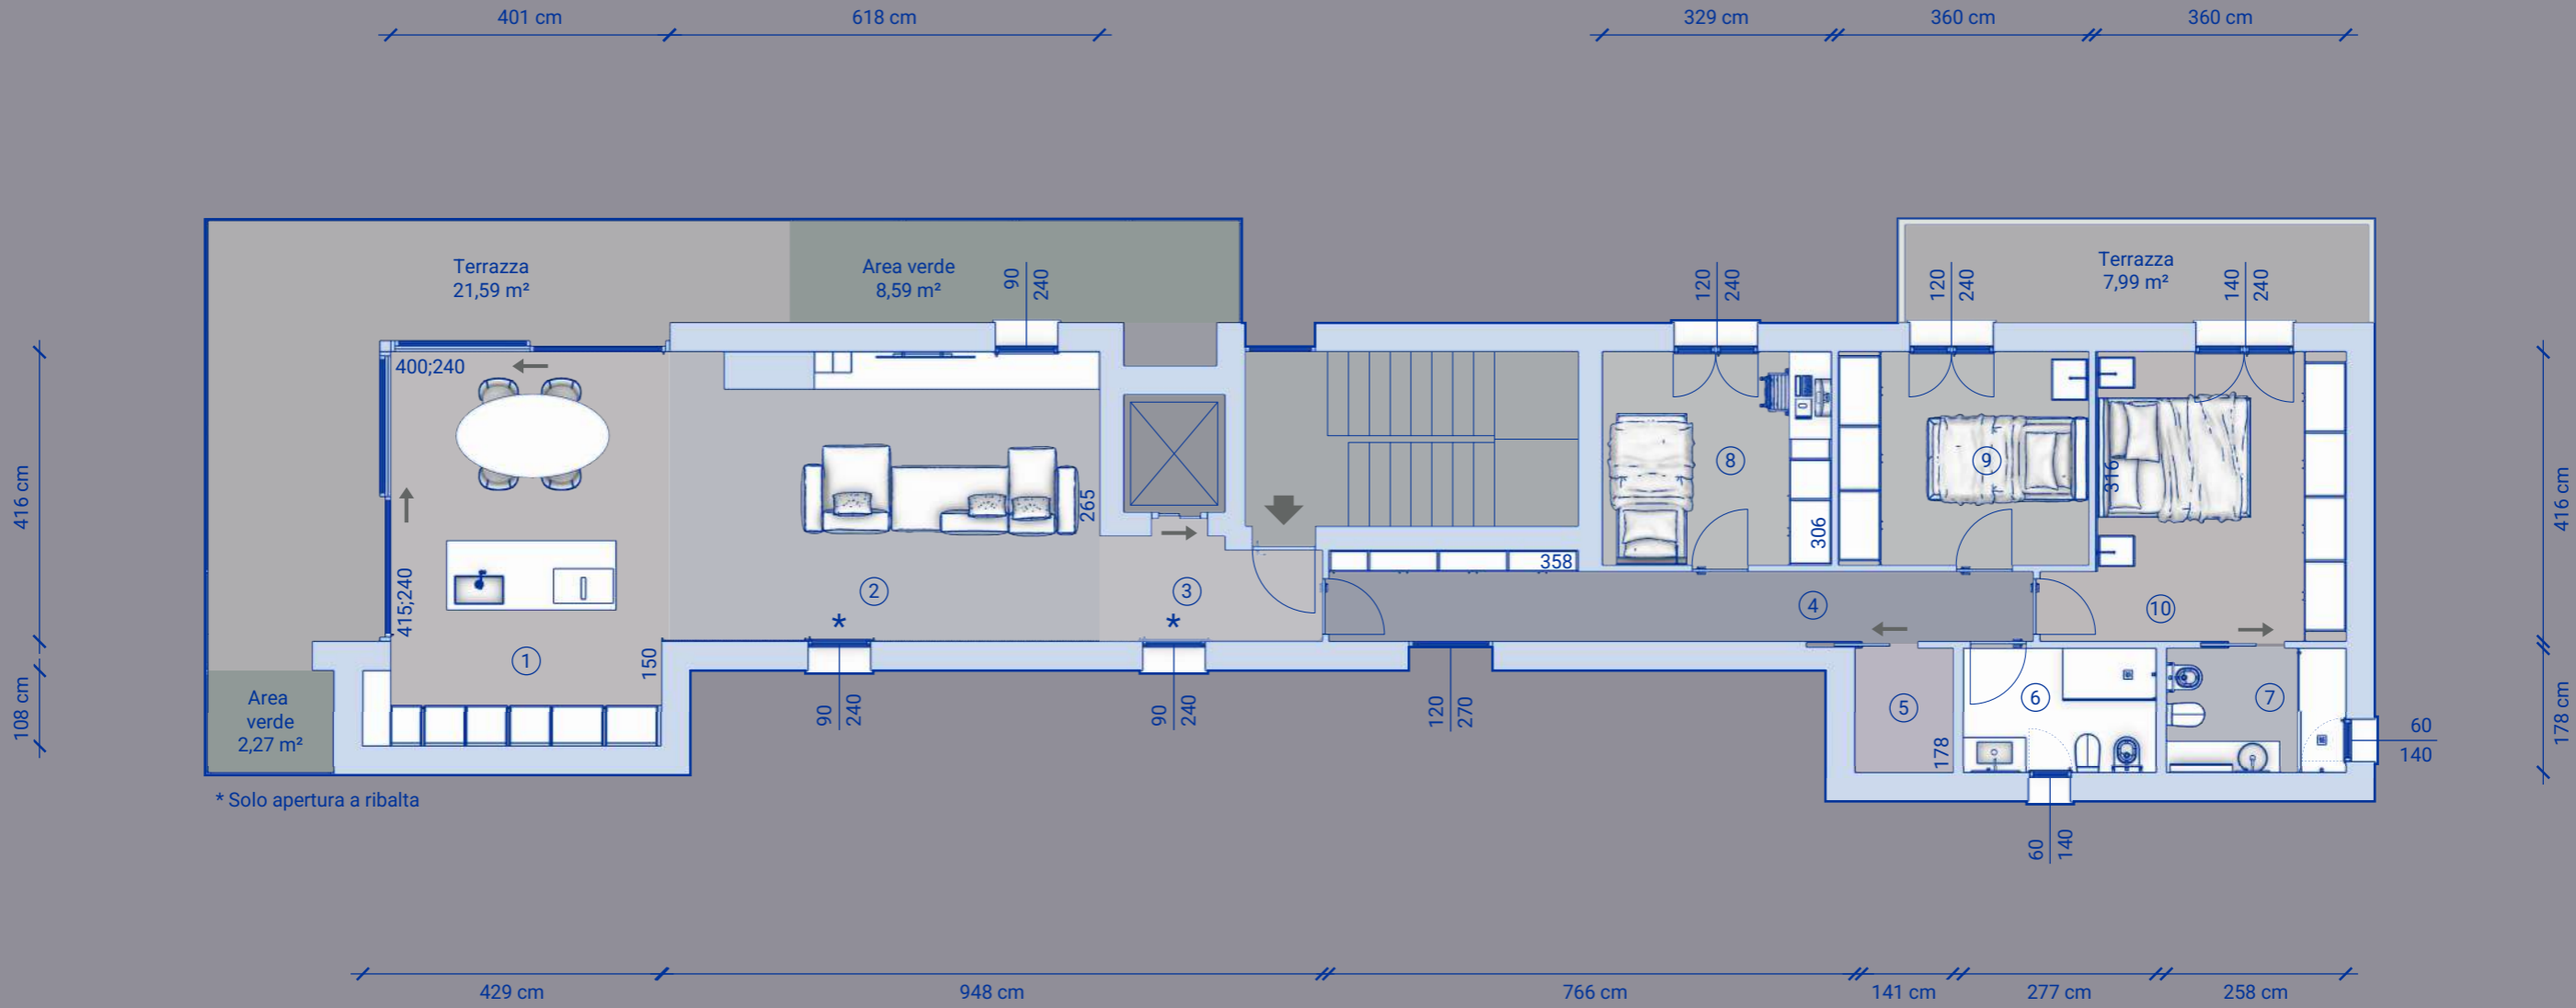 401 cm
618 cm
329 cm
360 cm
360 cm
Terrazza
21,59 m²
Area verde
8,59 m²
90
240
120
240
120
240
Terrazza
7,99 m²
140
240
400;240
416 cm
415;240
265
358
306
316
416 cm
8
9
2
*
3
*
4
10
1
150
5
178
6
7
Area
verde
2,27 m²
108 cm
90
240
90
240
120
270
60
140
178 cm
60
140
* Solo apertura a ribalta
429 cm
948 cm
766 cm
141 cm
277 cm
258 cm